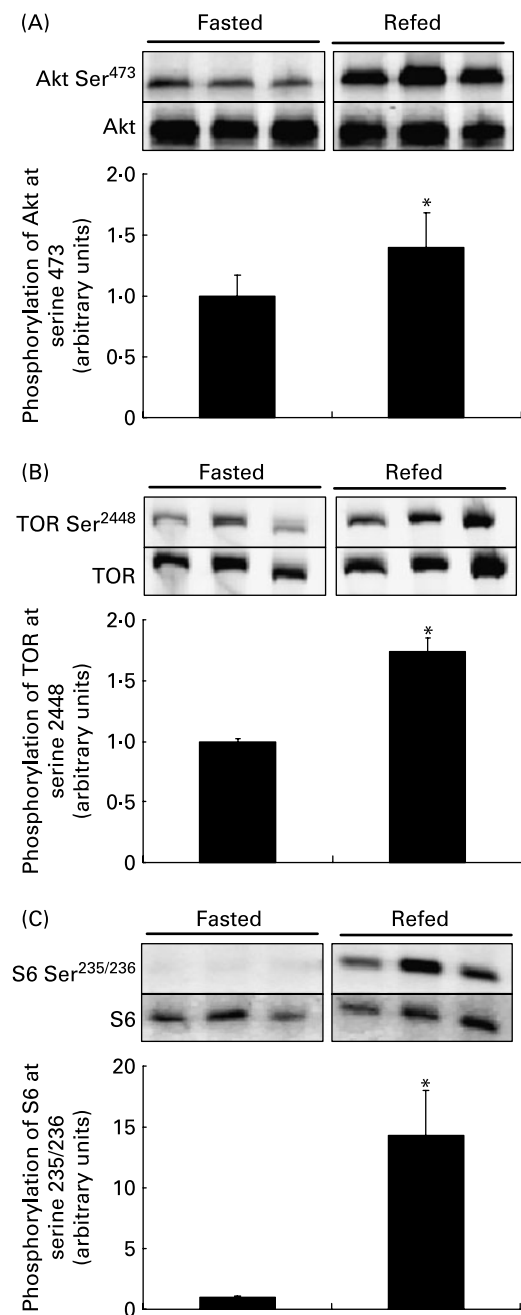 (A)
Fasted Refed
Akt Ser473
Akt
Phosphorylation of Akt at
serine 473
(arbitrary units)
2·0
1·5
1·0
0·5
0
*
(B)
Fasted Refed
TOR Ser2448
TOR
Phosphorylation of TOR at
serine 2448
(arbitrary units)
2·0
1·5
1·0
0·5
0
*
(C)
Fasted Refed
S6 Ser235/236
S6
Phosphorylation of S6 at
serine 235/236
(arbitrary units)
20
15
10
5
0
*